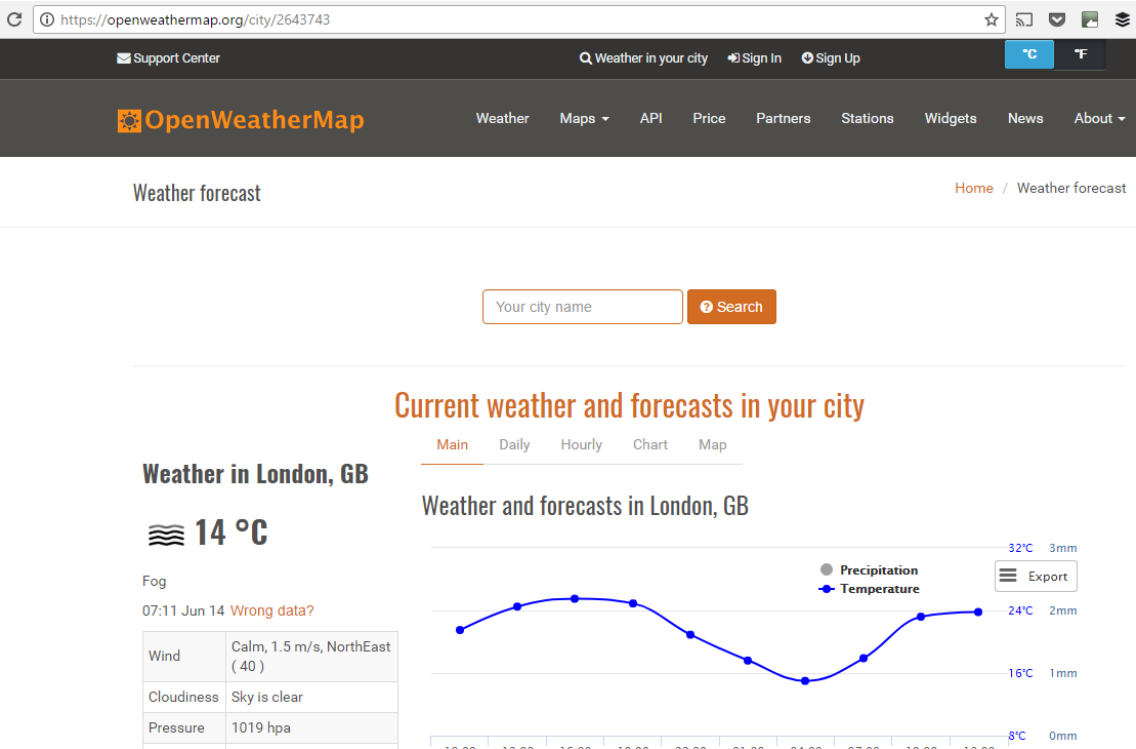 https://openweathermap.org/city/2643743
Support Center
Weather in your city Sign In Sign Up
°C °F
OpenWeatherMap
Weather Maps API Price Partners Stations Widgets News About
Weather forecast
Home / Weather forecast
Your city name Search
Current weather and forecasts in your city
Main Daily Hourly Chart Map
Weather in London, GB
14 °C
Fog
07:11 Jun 14 Wrong data?
Wind Calm, 1.5 m/s, NorthEast
( 40 )
Cloudiness Sky is clear
Pressure 1019 hpa
Weather and forecasts in London, GB
32°C 3mm
Precipitation
Temperature
Export
24°C 2mm
16°C 1mm
8°C 0mm